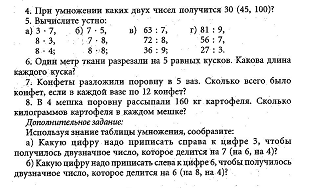 4. При умножении каких двух чисел получится 30 (45, 100)?
5. Вычислите устно:
а) 3 · 7, б) 7 · 5, в) 63 : 7, г) 81 : 9,
8 · 3, 7 · 8, 72 : 8, 56 : 7,
8 · 4; 8 · 8; 36 : 9; 27 : 3.
6. Один метр ткани разрезали на 5 равных кусков. Какова длина
каждого куска?
7. Конфеты разложили поровну в 5 ваз. Сколько всего было
конфет, если в каждой вазе по 12 конфет?
8. В 4 мешка поровну рассыпали 160 кг картофеля. Сколько
килограммов картофеля в каждом мешке?
Дополнительное задание:
Используя знание таблицы умножения, сообразите:
а) Какую цифру надо приписать справа к цифре 3, чтобы
получилось двузначное число, которое делится на 7 (на 6, на 4)?
б) Какую цифру надо приписать слева к цифре 6, чтобы получилось
двузначное число, которое делится на 6 (на 8, на 4)?